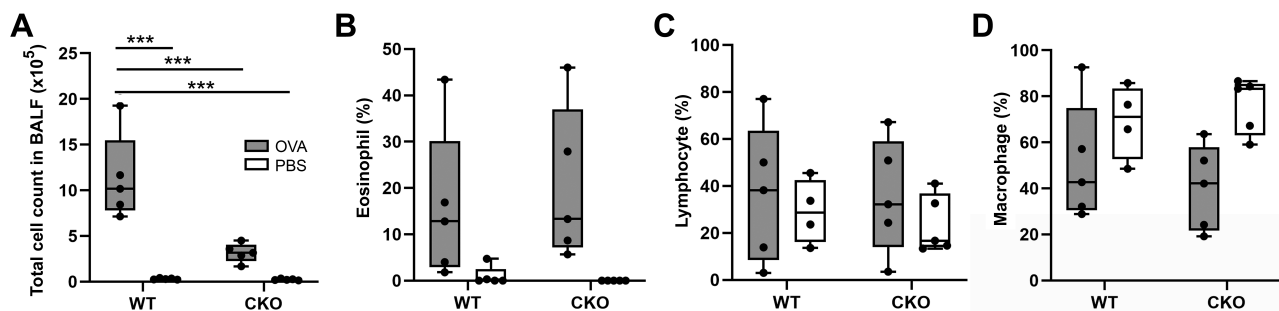 A
Total cell count in BALF (x10⁵)
25
20
15
10
5
0
***
***
***
OVA
PBS
WT
CKO
B
Eosinophil (%)
50
40
30
20
10
0
WT
CKO
C
Lymphocyte (%)
100
80
60
40
20
0
WT
CKO
D
Macrophage (%)
100
80
60
40
20
0
WT
CKO